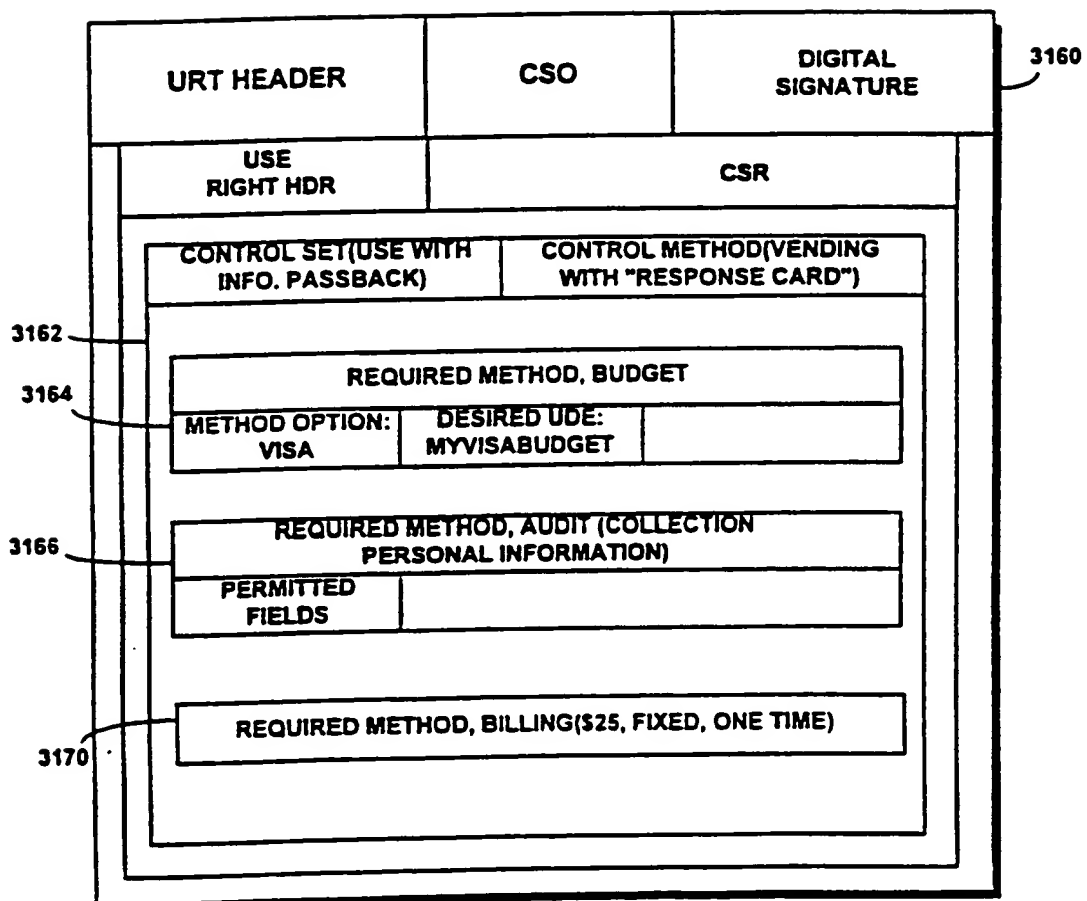 URT HEADER
CSO
DIGITAL
SIGNATURE
3160
USE
RIGHT HDR
CSR
CONTROL SET(USE WITH
INFO. PASSBACK)
CONTROL METHOD(VENDING
WITH "RESPONSE CARD")
3162
REQUIRED METHOD, BUDGET
3164
METHOD OPTION:
VISA
DESIRED UDE:
MYVISABUDGET
REQUIRED METHOD, AUDIT (COLLECTION
PERSONAL INFORMATION)
3166
PERMITTED
FIELDS
REQUIRED METHOD, BILLING($25, FIXED, ONE TIME)
3170